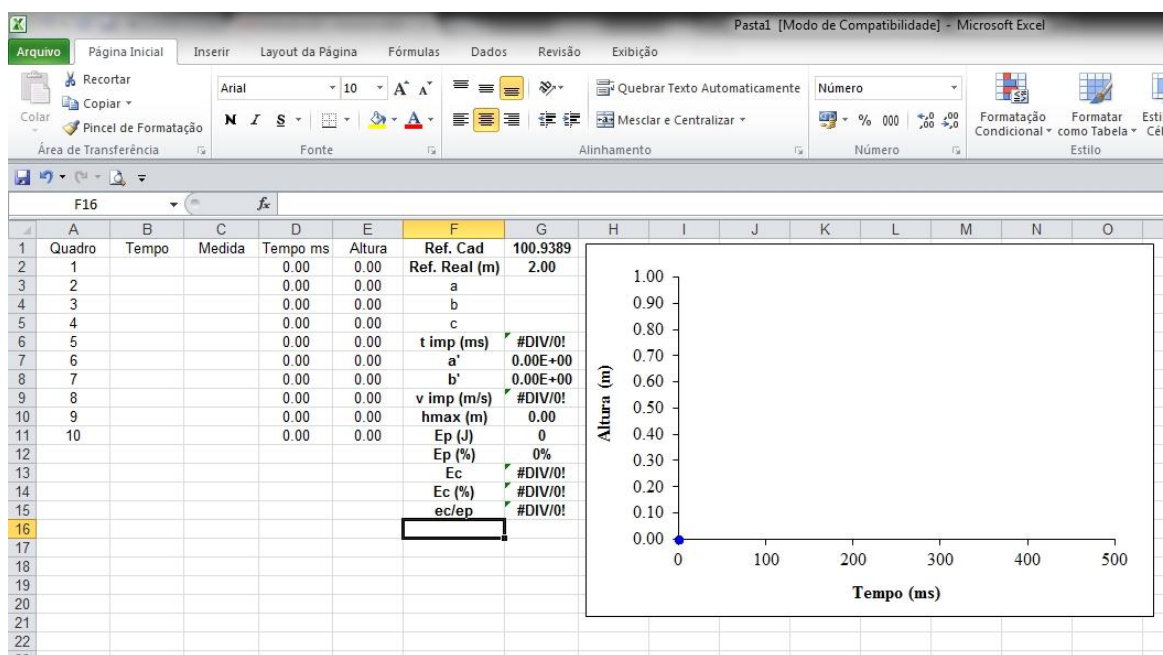 Pasta1 [Modo de Compatibilidade] - Microsoft Excel
Arquivo Página Inicial Inserir Layout da Página Fórmulas Dados Revisão Exibição
Colar
Recortar
Copiar
Pincel de Formatação
Área de Transferência
Arial 10 A A
N I S A
Fonte
Quebrar Texto Automaticamente
Mesclar e Centralizar
Alinhamento
Número
% 000 ,00 ,00
Número
Formatação Condicional
Formatar como Tabela
Estilo
F16 fx
A B C D E F G H I J K L M N O
1 Quadro Tempo Medida Tempo ms Altura Ref. Cad 100.9389
2 1 0.00 0.00 Ref. Real (m) 2.00
3 2 0.00 0.00 a
4 3 0.00 0.00 b
5 4 0.00 0.00 c
6 5 0.00 0.00 t imp (ms) #DIV/0!
7 6 0.00 0.00 a' 0.00E+00
8 7 0.00 0.00 b' 0.00E+00
9 8 0.00 0.00 v imp (m/s) #DIV/0!
10 9 0.00 0.00 hmax (m) 0.00
11 10 0.00 0.00 Ep (J) 0
12 Ep (%) 0%
13 Ec #DIV/0!
14 Ec (%) #DIV/0!
15 ec/ep #DIV/0!
16
17
18
19
20
21
22
1.00
0.90
0.80
0.70
0.60
0.50
0.40
0.30
0.20
0.10
0.00
Altura (m)
0 100 200 300 400 500
Tempo (ms)